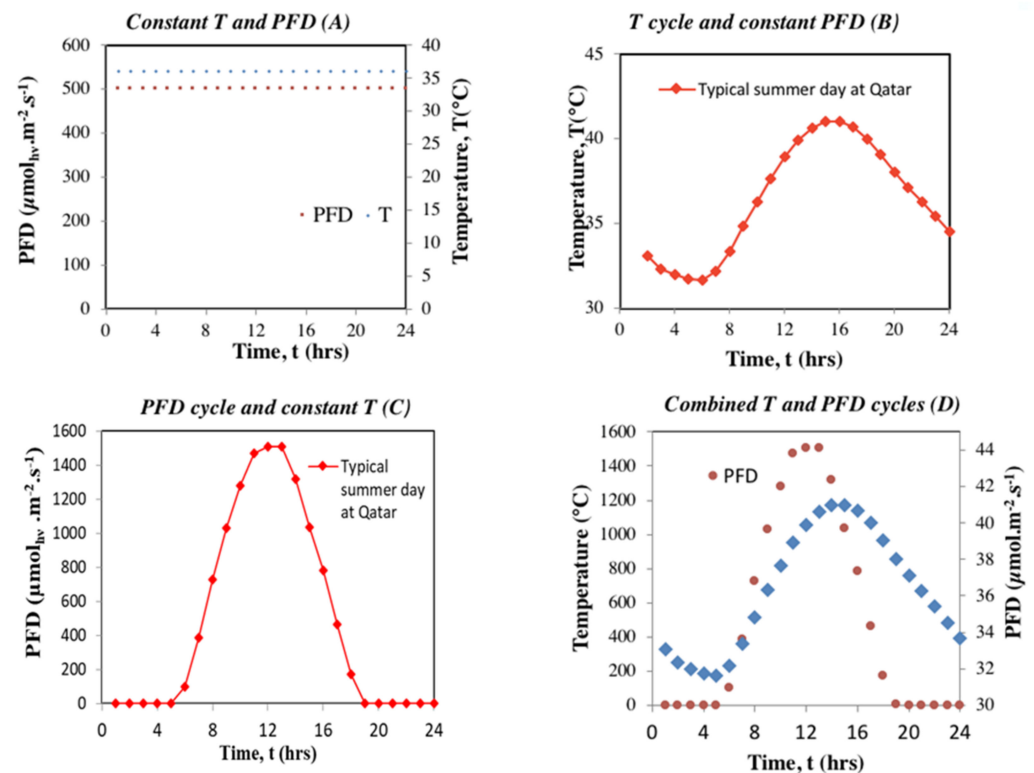 Constant T and PFD (A)
PFD (µmolhν.m-2.s-1)
600
500
400
300
200
100
0
40
35
30
25
20
15
10
5
0
Temperature, T(°C)
PFD
T
0 4 8 12 16 20 24
Time, t (hrs)
T cycle and constant PFD (B)
Temperature, T(°C)
45
40
35
30
Typical summer day at Qatar
0 4 8 12 16 20 24
Time, t (hrs)
PFD cycle and constant T (C)
PFD (µmolhν .m-2.s-1)
1600
1400
1200
1000
800
600
400
200
0
Typical
summer day
at Qatar
0 4 8 12 16 20 24
Time, t (hrs)
Combined T and PFD cycles (D)
Temperature (°C)
1600
1400
1200
1000
800
600
400
200
0
PFD
44
42
40
38
36
34
32
30
PFD (µmol.m-2.s-1)
0 4 8 12 16 20 24
Time, t (hrs)